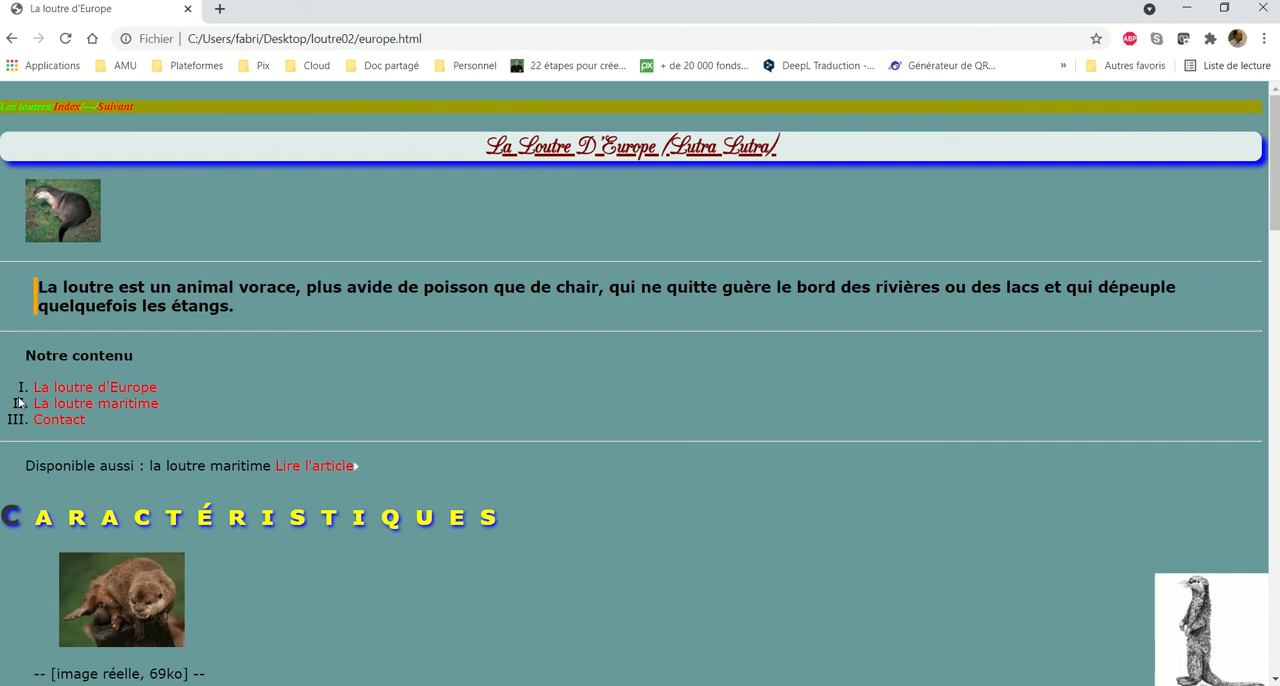 La loutre d'Europe
Fichier | C:/Users/fabri/Desktop/loutre02/europe.html
ABP
Applications AMU Plateformes Pix Cloud Doc partagé Personnel 22 étapes pour crée... + de 20 000 fonds... DeepL Traduction -... Générateur de QR... » Autres favoris Liste de lecture
Les loutres/Index/---/Suivant
La Loutre D'Europe (Lutra Lutra)
La loutre est un animal vorace, plus avide de poisson que de chair, qui ne quitte guère le bord des rivières ou des lacs et qui dépeuple
quelquefois les étangs.
Notre contenu
I. La loutre d'Europe
II. La loutre maritime
III. Contact
Disponible aussi : la loutre maritime Lire l'article
CARACTÉRISTIQUES
-- [image réelle, 69ko] --